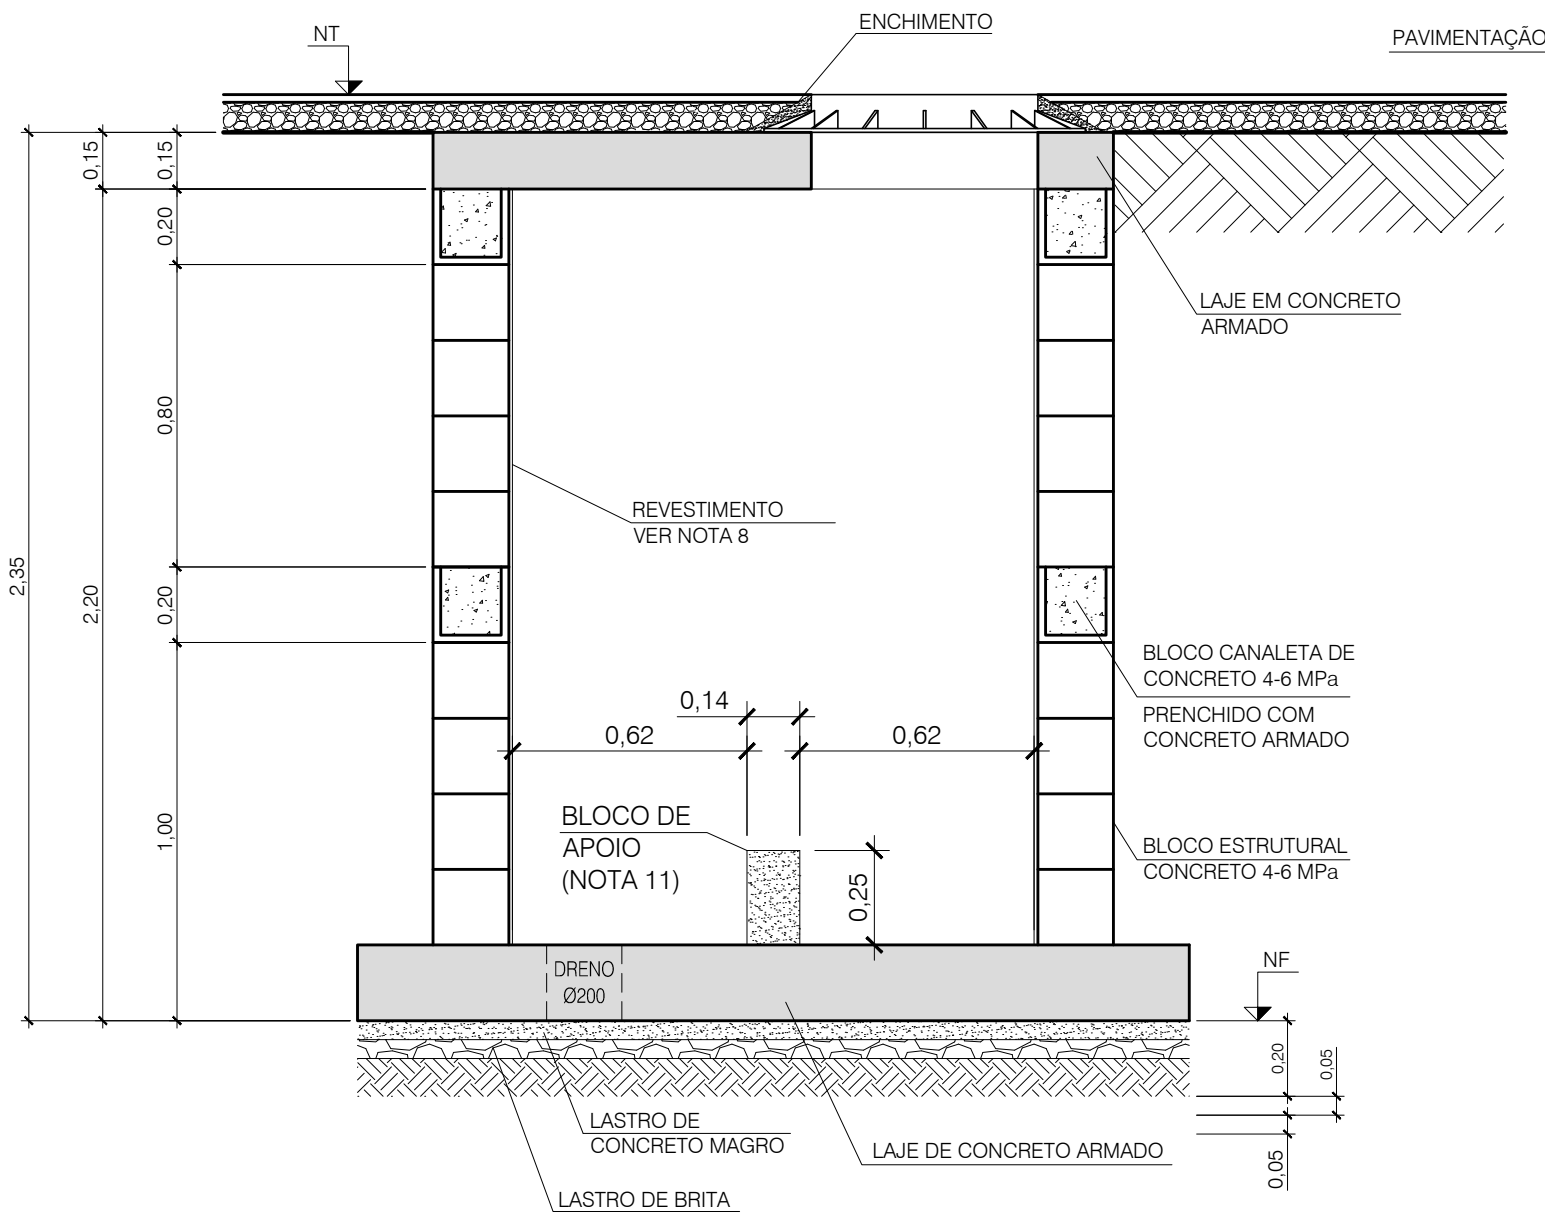 NT
ENCHIMENTO
PAVIMENTAÇÃO
0,15
0,15
0,20
LAJE EM CONCRETO
ARMADO
0,80
REVESTIMENTO
VER NOTA 8
2,35
2,20
0,20
BLOCO CANALETA DE
CONCRETO 4-6 MPa
PRENCHIDO COM
CONCRETO ARMADO
0,14
0,62
0,62
1,00
BLOCO DE
APOIO
(NOTA 11)
0,25
BLOCO ESTRUTURAL
CONCRETO 4-6 MPa
DRENO
Ø200
NF
0,20
0,05
0,05
LASTRO DE
CONCRETO MAGRO
LAJE DE CONCRETO ARMADO
LASTRO DE BRITA